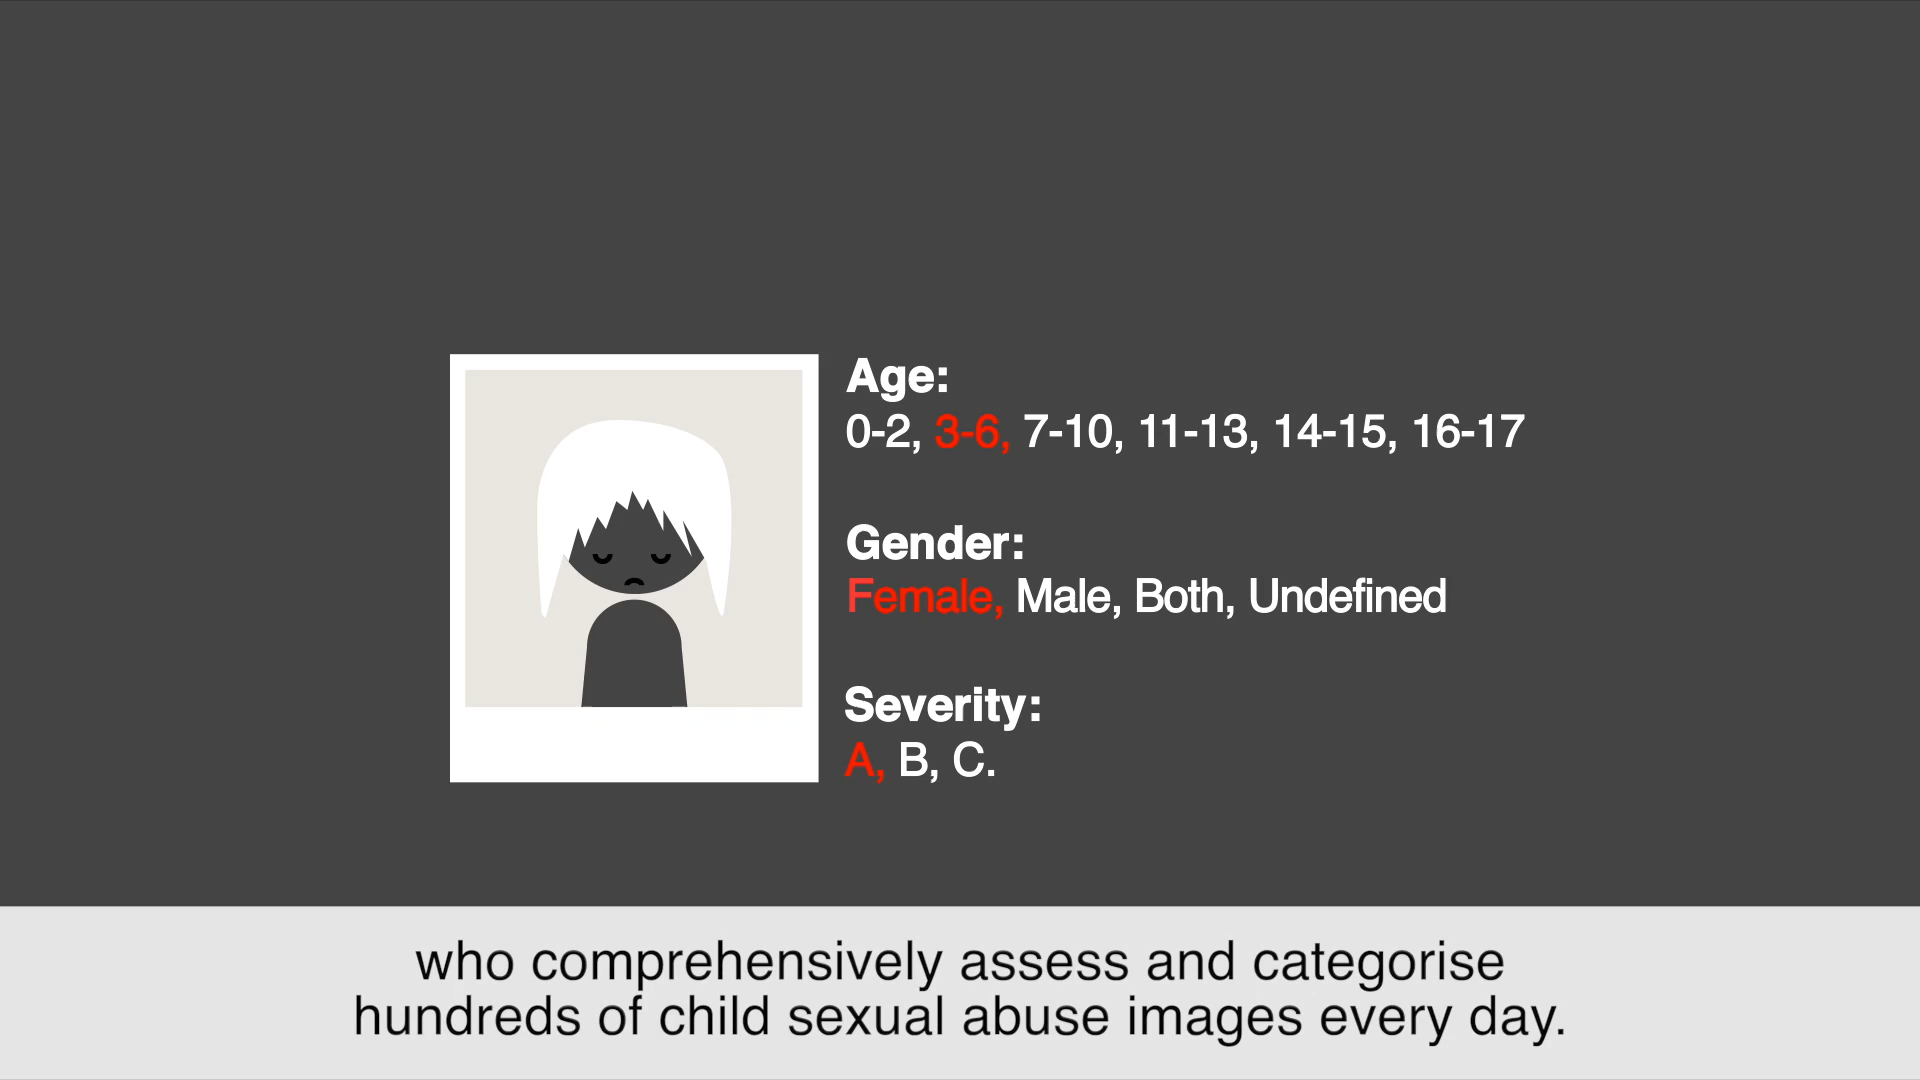 Age:
0-2, 3-6, 7-10, 11-13, 14-15, 16-17
Gender:
Female, Male, Both, Undefined
Severity:
A, B, C.
who comprehensively assess and categorise
hundreds of child sexual abuse images every day.